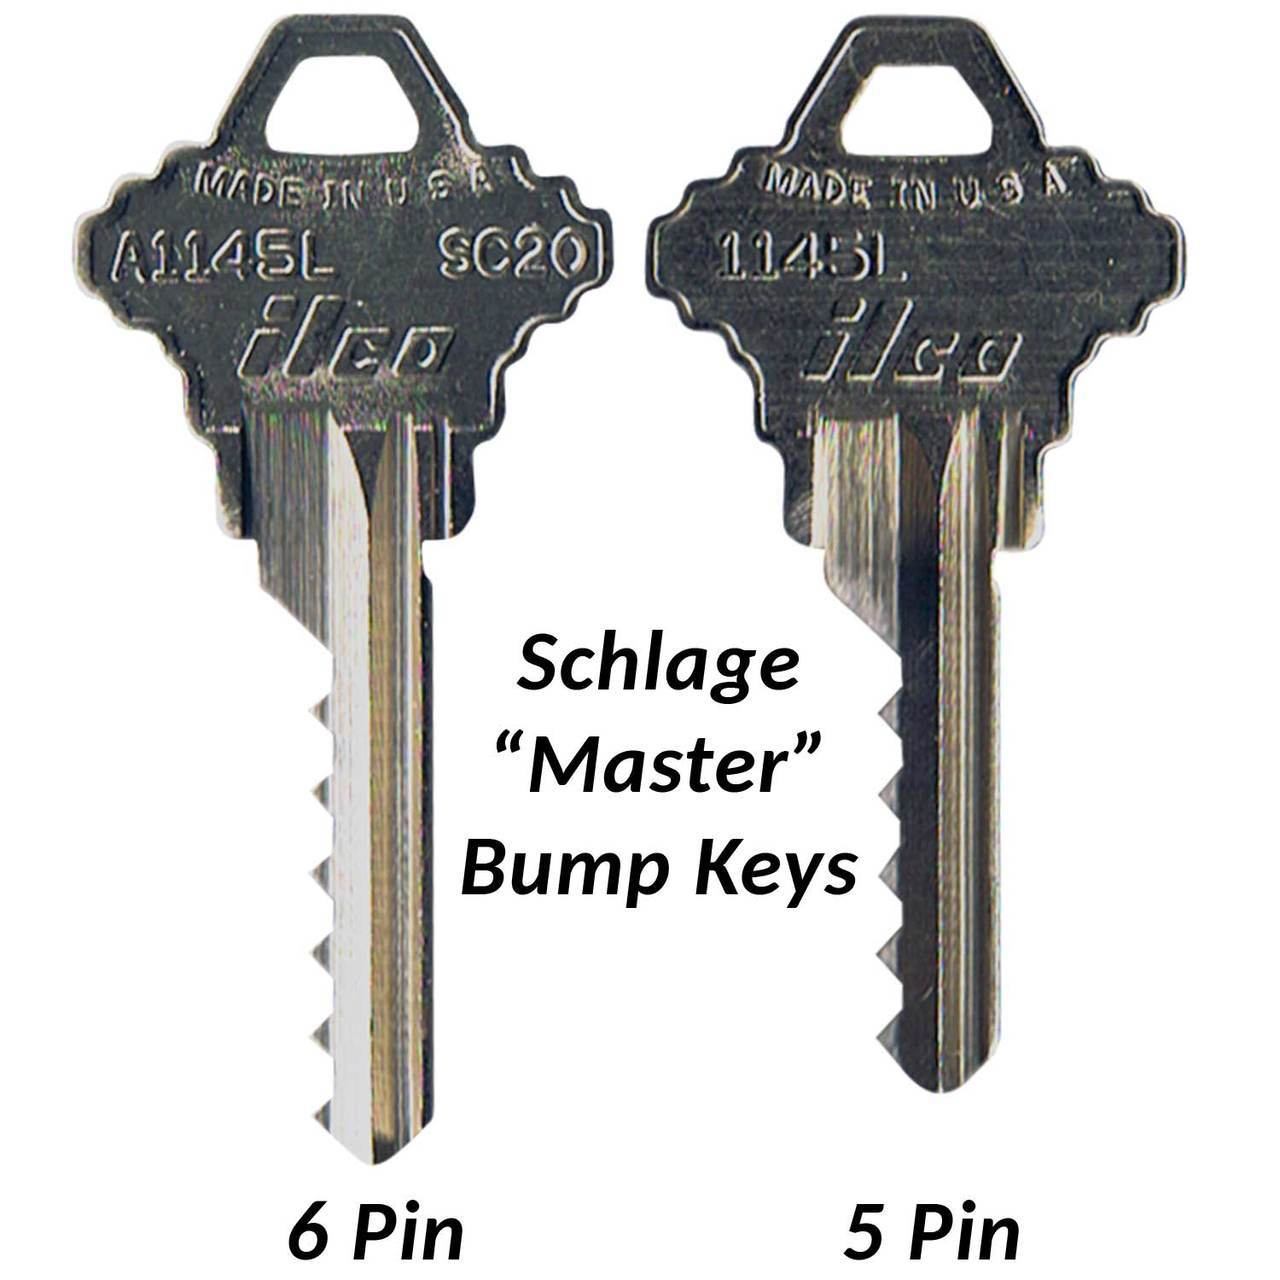 MADE IN U S A
A1145L SC20
ilco
MADE IN U S A
1145L
ilco
Schlage
“Master”
Bump Keys
6 Pin
5 Pin